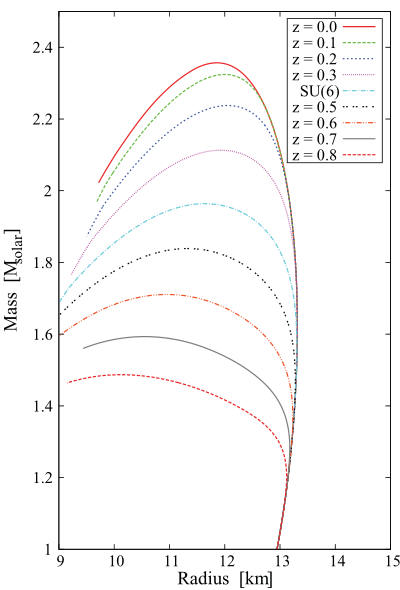 z = 0.0
z = 0.1
z = 0.2
z = 0.3
SU(6)
z = 0.5
z = 0.6
z = 0.7
z = 0.8
2.4
2.2
2
1.8
1.6
1.4
1.2
1
Mass [Msolar]
9 10 11 12 13 14 15
Radius [km]